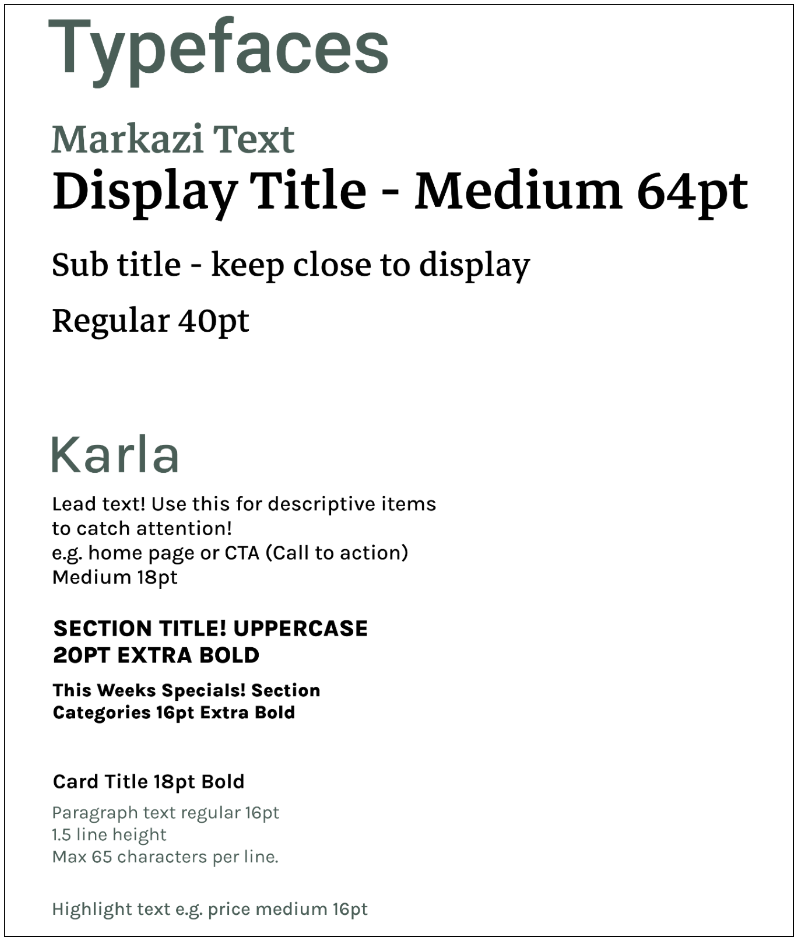 Typefaces
Markazi Text
Display Title - Medium 64pt
Sub title - keep close to display
Regular 40pt
Karla
Lead text! Use this for descriptive items
to catch attention!
e.g. home page or CTA (Call to action)
Medium 18pt
SECTION TITLE! UPPERCASE
20PT EXTRA BOLD
This Weeks Specials! Section
Categories 16pt Extra Bold
Card Title 18pt Bold
Paragraph text regular 16pt
1.5 line height
Max 65 characters per line.
Highlight text e.g. price medium 16pt